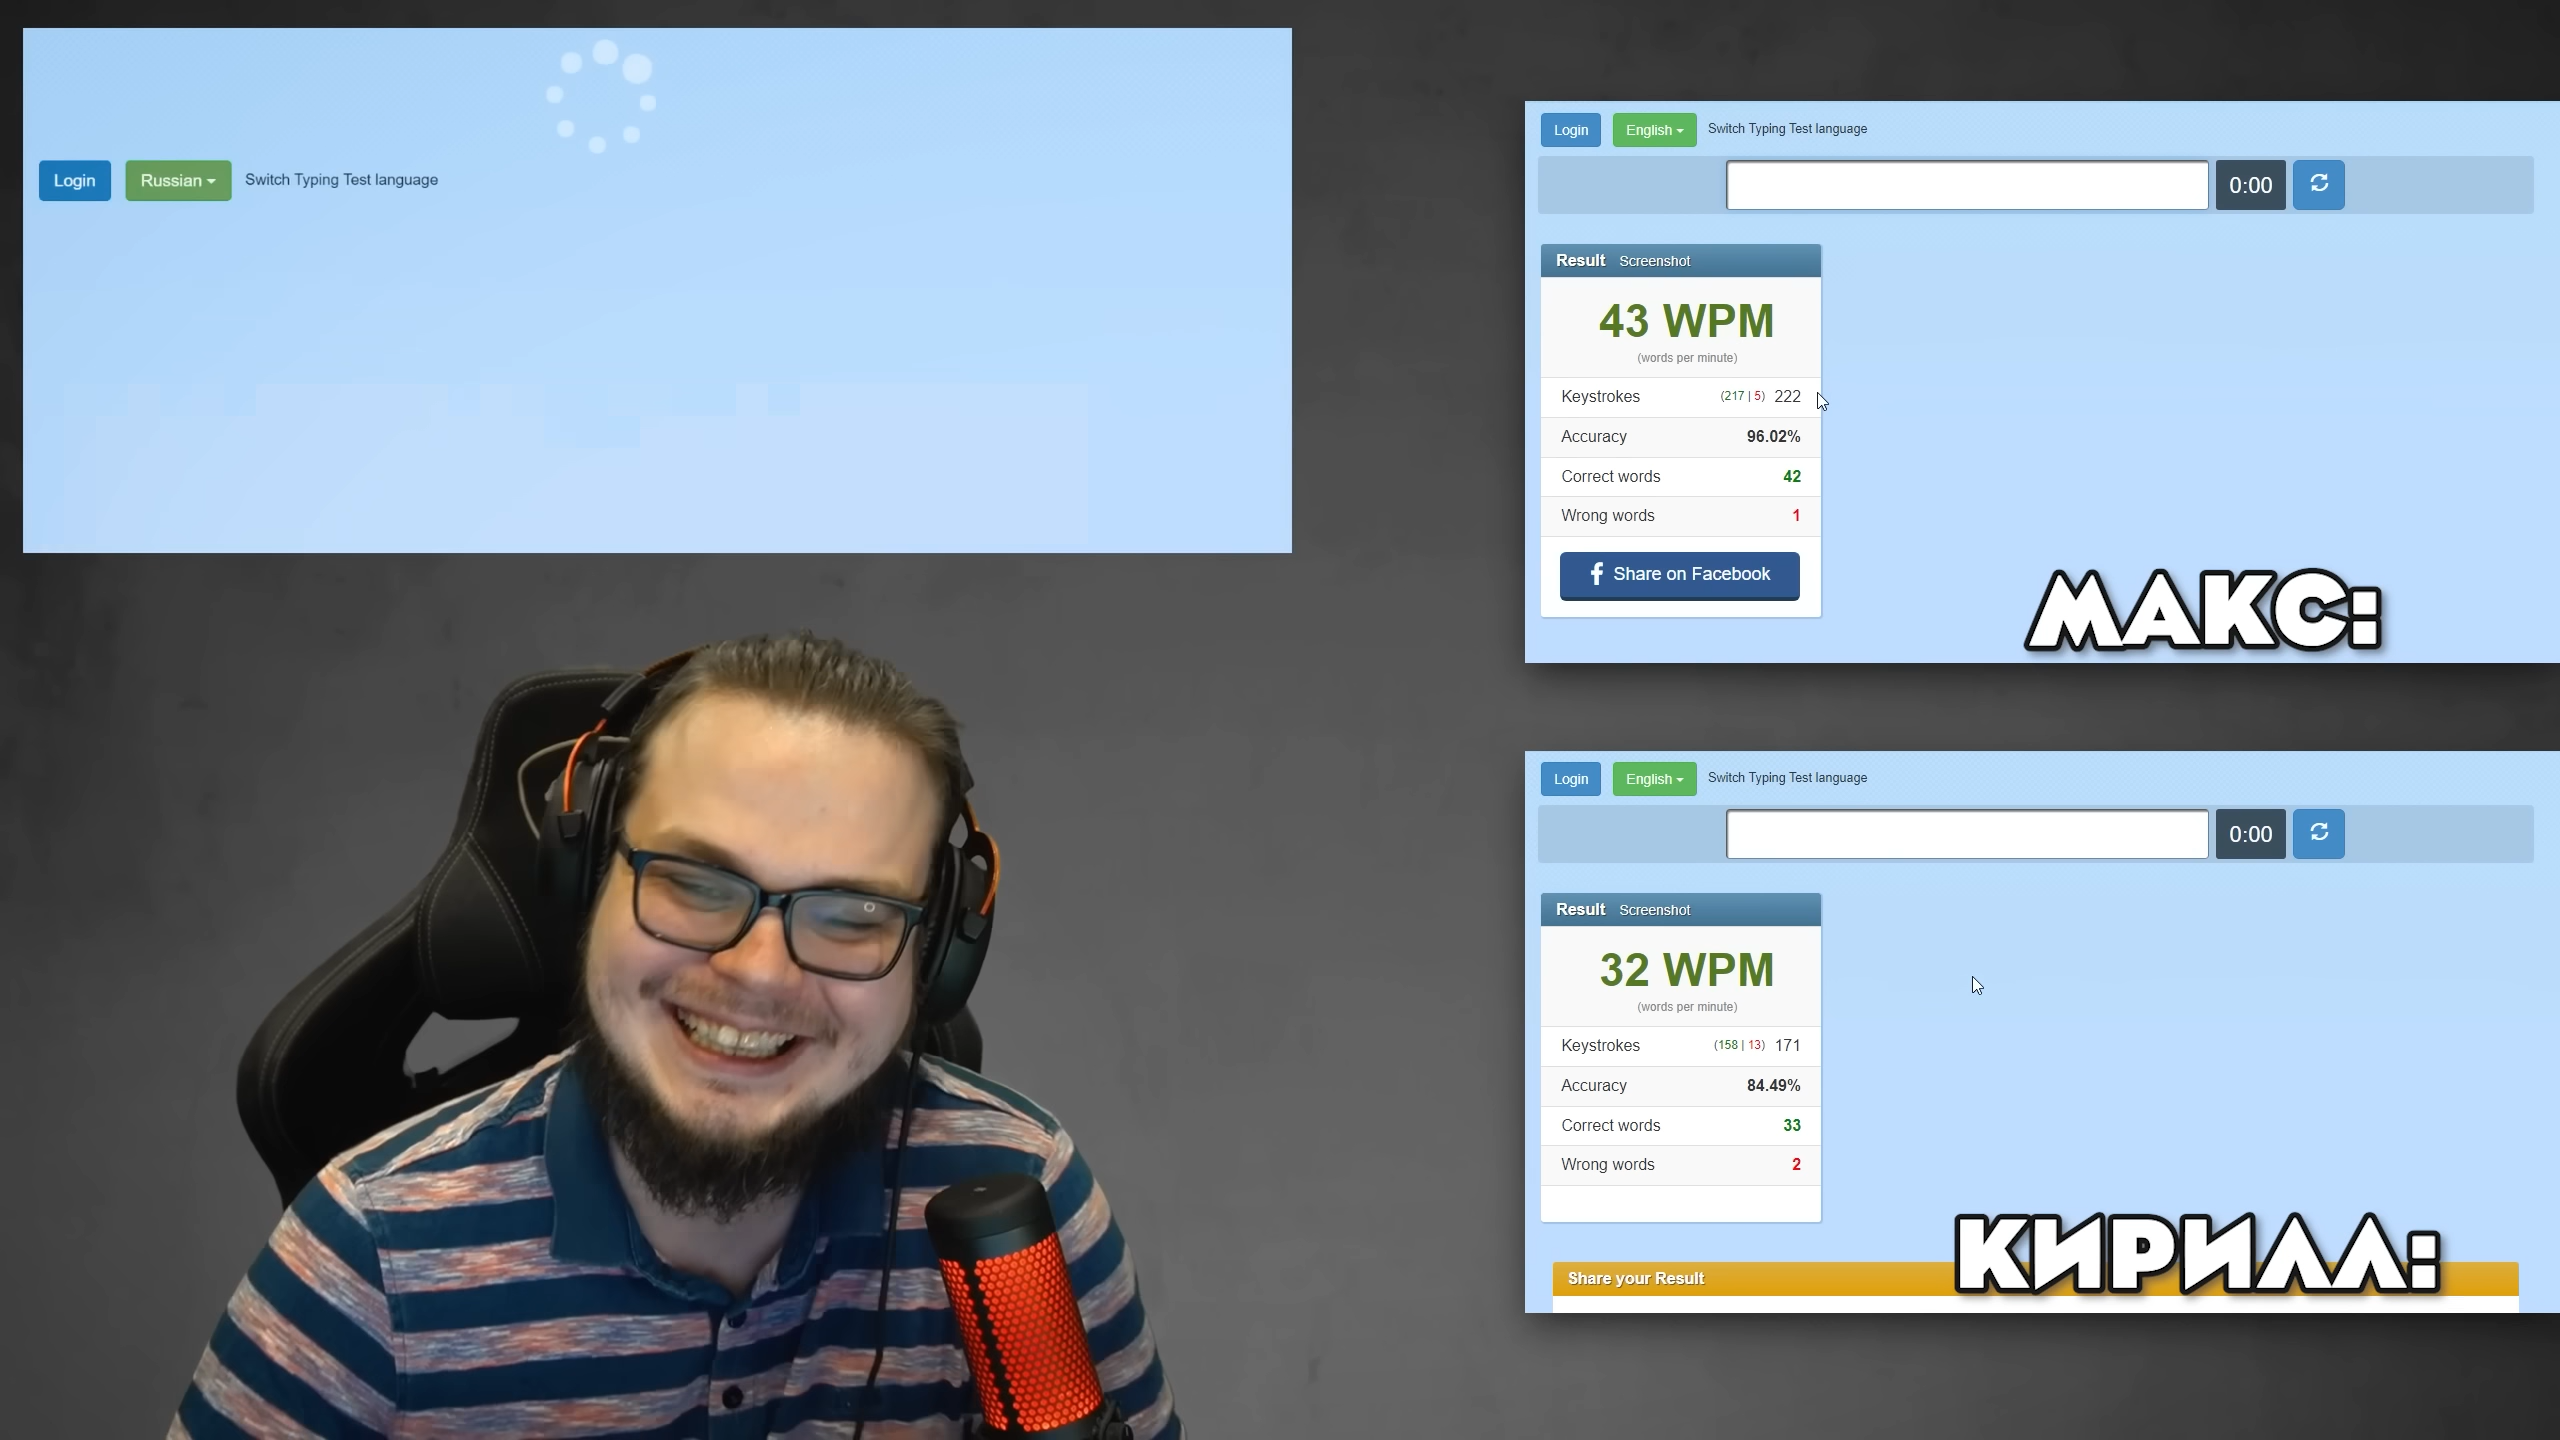 Login Russian Switch Typing Test language
Login English Switch Typing Test language
0:00
Result Screenshot
43 WPM
(words per minute)
Keystrokes (217 | 5) 222
Accuracy 96.02%
Correct words 42
Wrong words 1
f Share on Facebook
МАКС:
Login English Switch Typing Test language
0:00
Result Screenshot
32 WPM
(words per minute)
Keystrokes (158 | 13) 171
Accuracy 84.49%
Correct words 33
Wrong words 2
КИРИЛЛ:
Share your Result